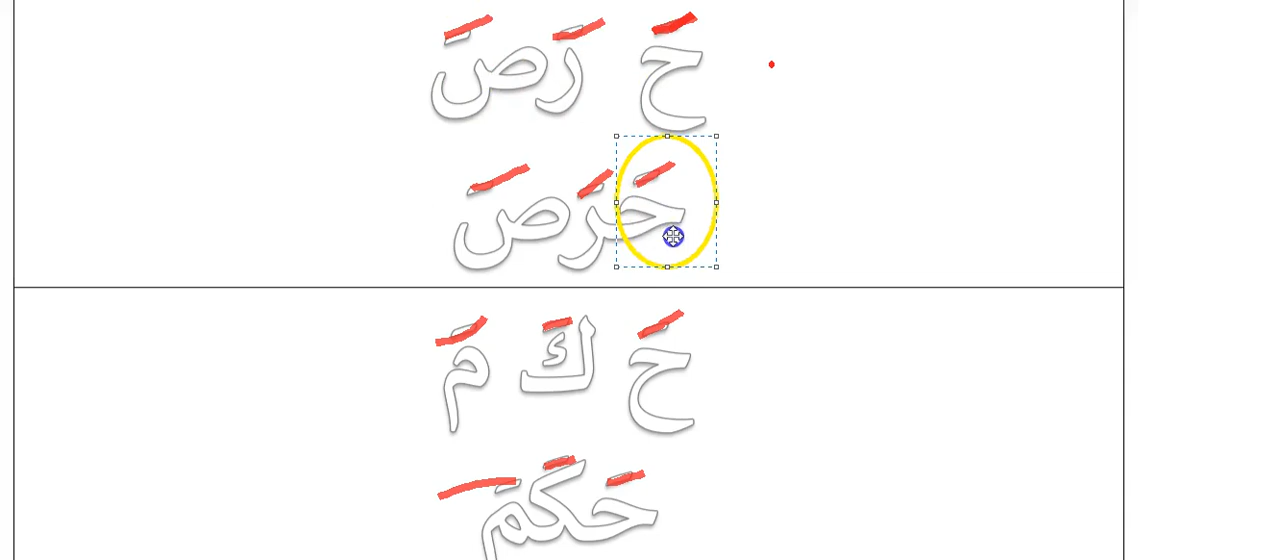 حَ رَ صَ
حَرَصَ
حَ كَ مَ
حَكَمَ